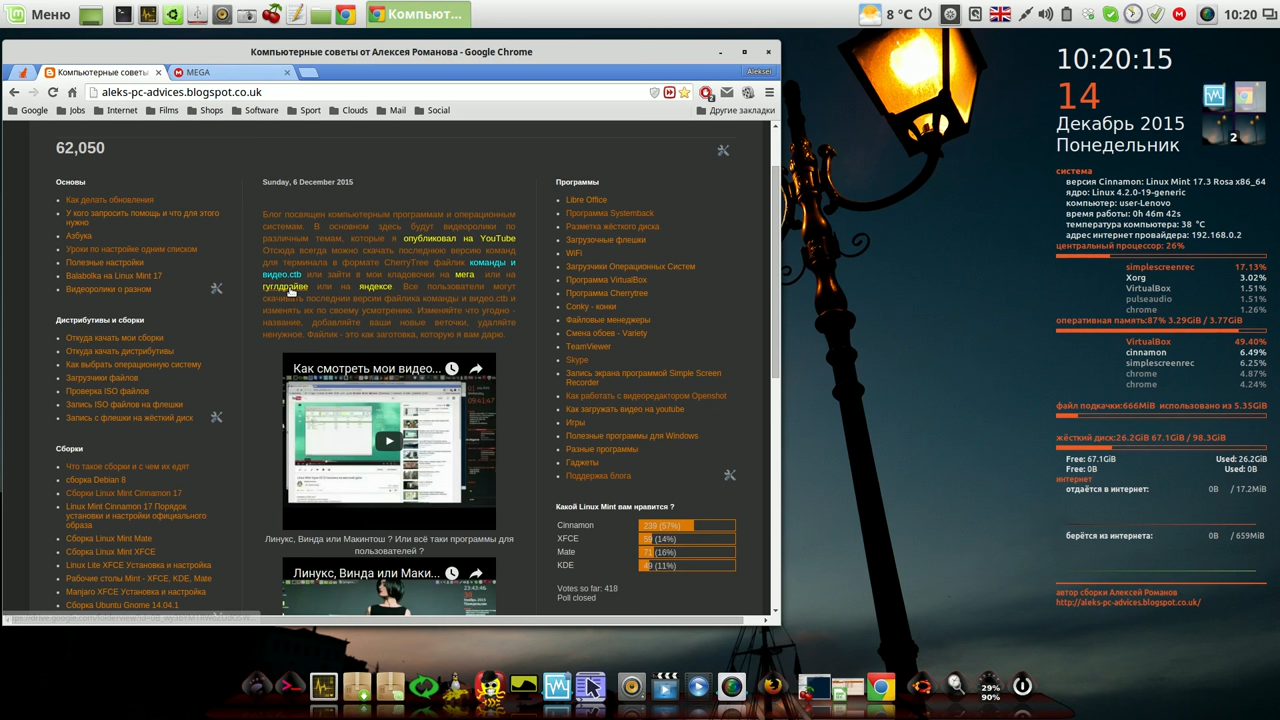 Меню
Компьют...
8 °C
10:20
Компьютерные советы от Алексея Романова - Google Chrome
Компьютерные советы
MEGA
Aleksei
aleks-pc-advices.blogspot.co.uk
Google Jobs Internet Films Shops Software Sport Clouds Mail Social Другие закладки
62,050
Основы
Как делать обновления
У кого запросить помощь и что для этого
нужно
Азбука
Уроки по настройке одним списком
Полезные настройки
Balabolka на Linux Mint 17
Видеоролики о разном
Дистрибутивы и сборки
Откуда качать мои сборки
Откуда качать дистрибутивы
Как выбрать операционную систему
Загрузчики файлов
Проверка ISO файлов
Запись ISO файлов на флешки
Запись с флешки на жёсткий диск
Сборки
Что такое сборки и с чем их едят
сборка Debian 8
Сборки Linux Mint Cinnamon 17
Linux Mint Cinnamon 17 Порядок
установки и настройки официального
образа
Сборка Linux Mint Mate
Сборка Linux Mint XFCE
Linux Lite XFCE Установка и настройка
Рабочие столы Mint - XFCE, KDE, Mate
Manjaro XFCE Установка и настройка
Сборка Ubuntu Gnome 14.04.1
Sunday, 6 December 2015
Блог посвящен компьютерным программам и операционным
системам. В основном здесь будут видеоролики по
различным темам, которые я опубликовал на YouTube
Отсюда всегда можно скачать последнюю версию команд
для терминала в формате CherryTree файлик команды и
видео.ctb или зайти в мои кладовочки на мега или на
гуглдрайве или на яндексе. Все пользователи могут
скачивать последнии версии файлика команды и видео.ctb и
изменять их по своему усмотрению. Изменяйте что угодно -
название, добавляйте ваши новые веточки, удаляйте
ненужное. Файлик - это как заготовка, которую я вам дарю.
Как смотреть мои видео...
Линукс, Винда или Макинтош ? Или всё таки программы для
пользователей ?
Линукс, Винда или Маки...
Программы
Libre Office
Программа Systemback
Разметка жёсткого диска
Загрузочные флешки
WiFi
Загрузчики Операционных Систем
Программа VirtualBox
Программа Cherrytree
Conky - конки
Файловые менеджеры
Смена обоев - Variety
TeamViewer
Skype
Запись экрана программой Simple Screen
Recorder
Как работать с видеоредактором Openshot
Как загружать видео на youtube
Игры
Полезные программы для Windows
Разные программы
Гаджеты
Поддержка блога
Какой Linux Mint вам нравится ?
Cinnamon 239 (57%)
XFCE 59 (14%)
Mate 71 (16%)
KDE 49 (11%)
Votes so far: 418
Poll closed
10:20:15
14
Декабрь 2015
Понедельник
2
система
версия Cinnamon: Linux Mint 17.3 Rosa x86_64
ядро: Linux 4.2.0-19-generic
компьютер: user-Lenovo
время работы: 0h 46m 42s
температура компьютера: 38 °C
адрес интернет провайдера: 192.168.0.2
центральный процессор: 26%
simplescreenrec 17.13%
Xorg 3.02%
VirtualBox 1.51%
pulseaudio 1.51%
chrome 1.26%
оперативная память:87% 3.29GiB / 3.77GiB
VirtualBox 49.40%
cinnamon 6.49%
simplescreenrec 6.25%
chrome 4.87%
chrome 4.24%
файл подкачки:666MiB использовано из 5.35GiB
жёсткий диск:26.2GiB 67.1GiB / 98.3GiB
Free: 67.1GiB Used: 26.2GiB
Free: 0B Used: 0B
интернет
отдаётся в интернет: 0B / 17.2MiB
берётся из интернета: 0B / 659MiB
автор сборки Алексей Романов
http://aleks-pc-advices.blogspot.co.uk/
29%
90%